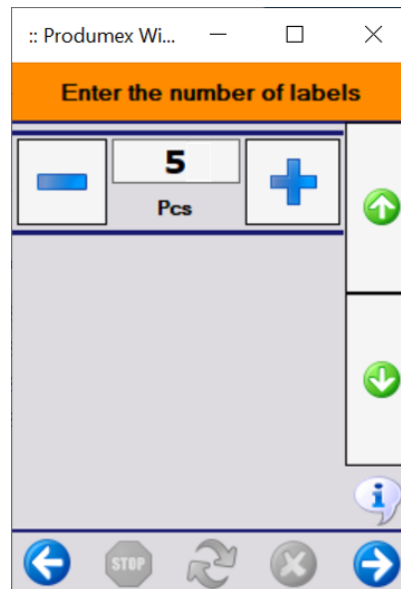 :: Produmex Wi...
Enter the number of labels
5
Pcs
STOP